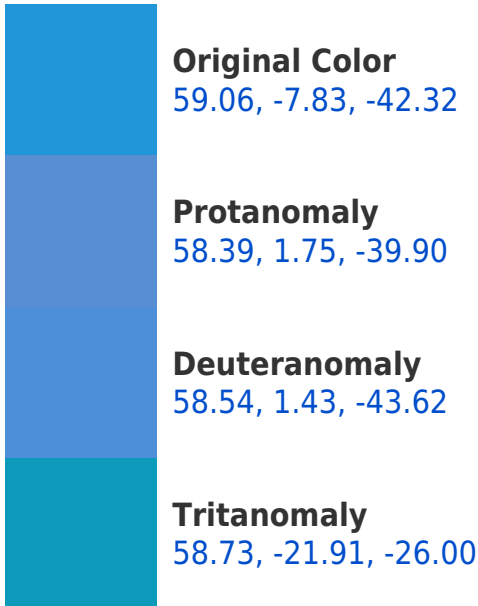 Original Color
59.06, -7.83, -42.32
Protanomaly
58.39, 1.75, -39.90
Deuteranomaly
58.54, 1.43, -43.62
Tritanomaly
58.73, -21.91, -26.00